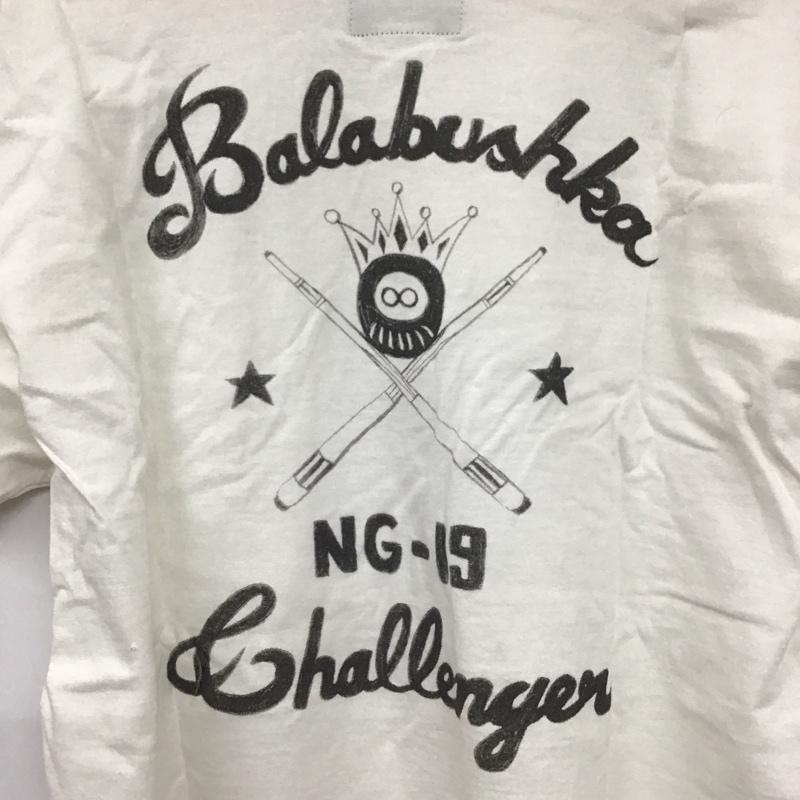 Balabushka
∞
NG-19
Challenger